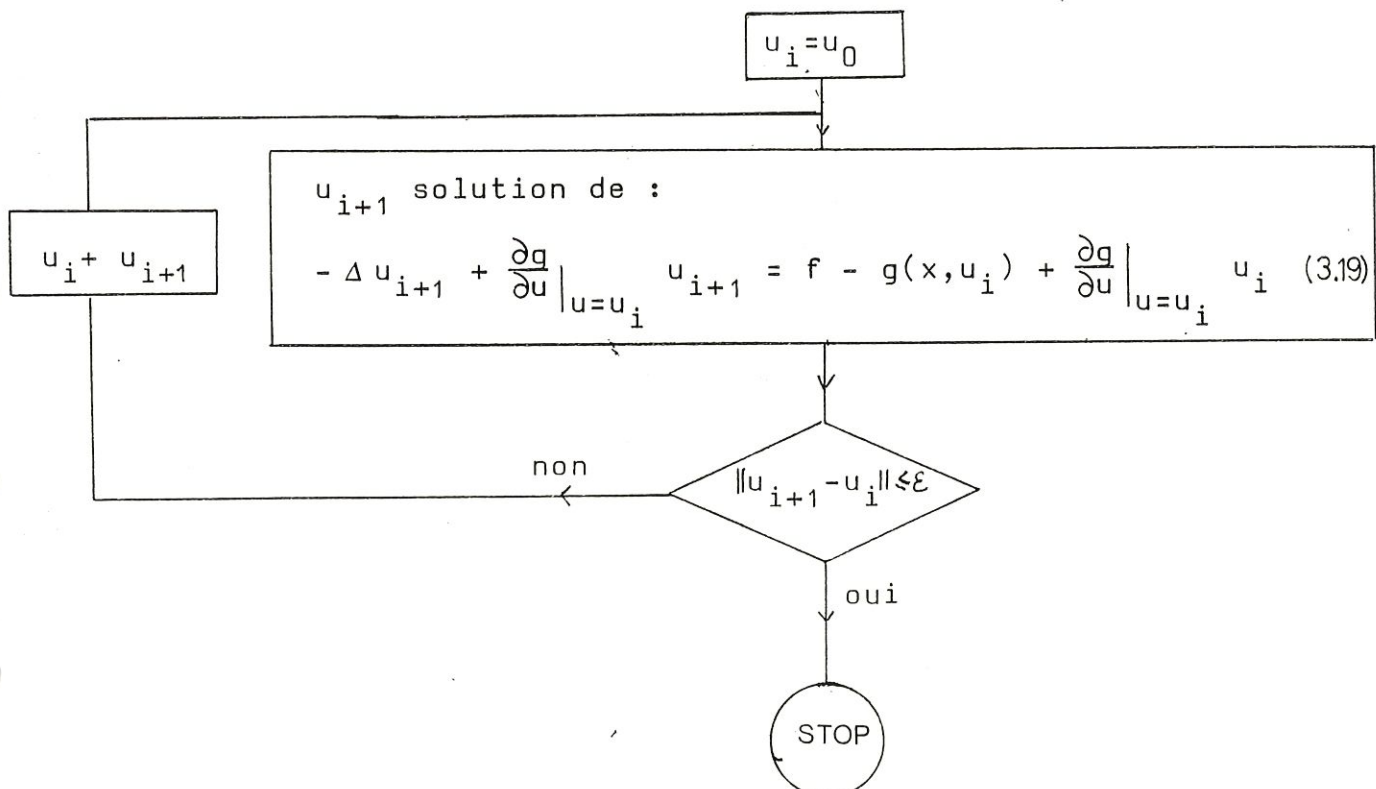 u_i=u_0
u_{i+1} solution de :
- Δ u_{i+1} + ∂g/∂u |_{u=u_i} u_{i+1} = f - g(x,u_i) + ∂g/∂u |_{u=u_i} u_i (3.19)
u_i+ u_{i+1}
non
‖u_{i+1}-u_i‖≤ε
oui
STOP